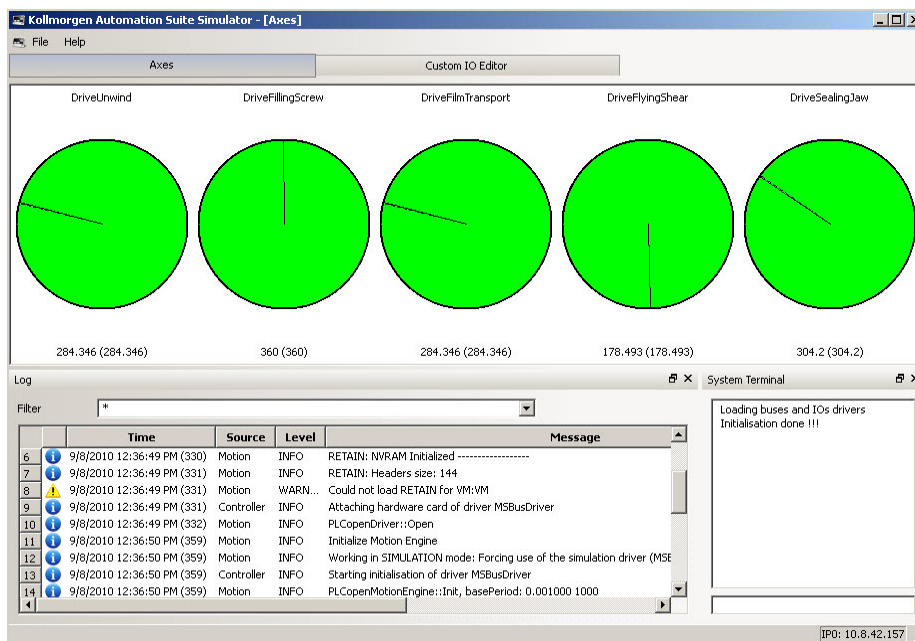 Kollmorgen Automation Suite Simulator - [Axes]
File Help
Axes Custom IO Editor
DriveUnwind DriveFillingScrew DriveFilmTransport DriveFlyingShear DriveSealingJaw
284.346 (284.346) 360 (360) 284.346 (284.346) 178.493 (178.493) 304.2 (304.2)
Log
System Terminal
Filter *
Time Source Level Message
6 9/8/2010 12:36:49 PM (330) Motion INFO RETAIN: NVRAM Initialized ------------------
7 9/8/2010 12:36:49 PM (331) Motion INFO RETAIN: Headers size: 144
8 9/8/2010 12:36:49 PM (331) Motion WARN... Could not load RETAIN for VM:VM
9 9/8/2010 12:36:49 PM (331) Controller INFO Attaching hardware card of driver MSBusDriver
10 9/8/2010 12:36:49 PM (332) Motion INFO PLCopenDriver::Open
11 9/8/2010 12:36:50 PM (359) Motion INFO Initialize Motion Engine
12 9/8/2010 12:36:50 PM (359) Motion INFO Working in SIMULATION mode: Forcing use of the simulation driver (MSB
13 9/8/2010 12:36:50 PM (359) Controller INFO Starting initialisation of driver MSBusDriver
14 9/8/2010 12:36:50 PM (359) Motion INFO PLCopenMotionEngine::Init, basePeriod: 0.001000 1000
Loading buses and IOs drivers
Initialisation done !!!
IP0: 10.8.42.157